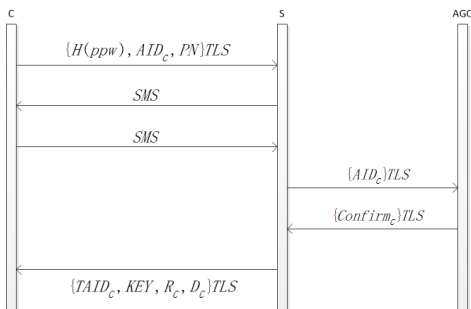 C S AGC
{H(ppw), AID_c, PN}TLS
SMS
SMS
{AID_c}TLS
{Confirm_c}TLS
{TAID_c, KEY, R_c, D_c}TLS